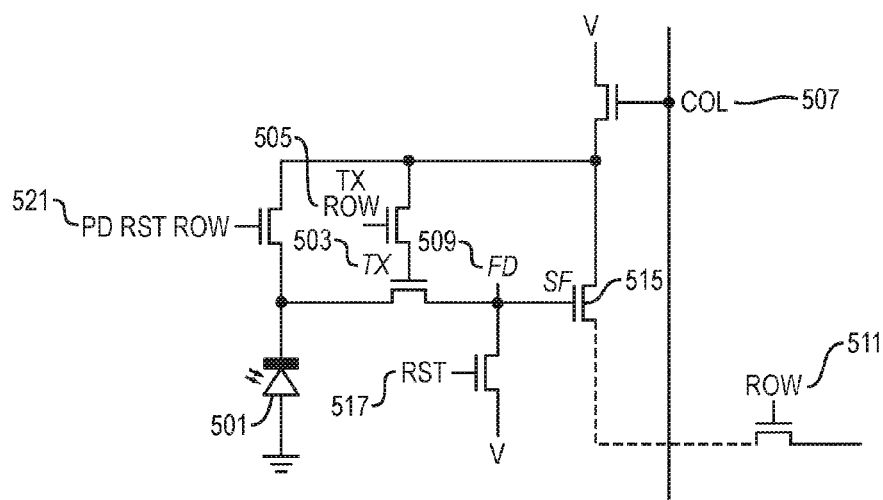 V
COL 507
505
TX
ROW
521
PD RST ROW
503
TX
509
FD
SF
515
511
ROW
RST
517
501
V